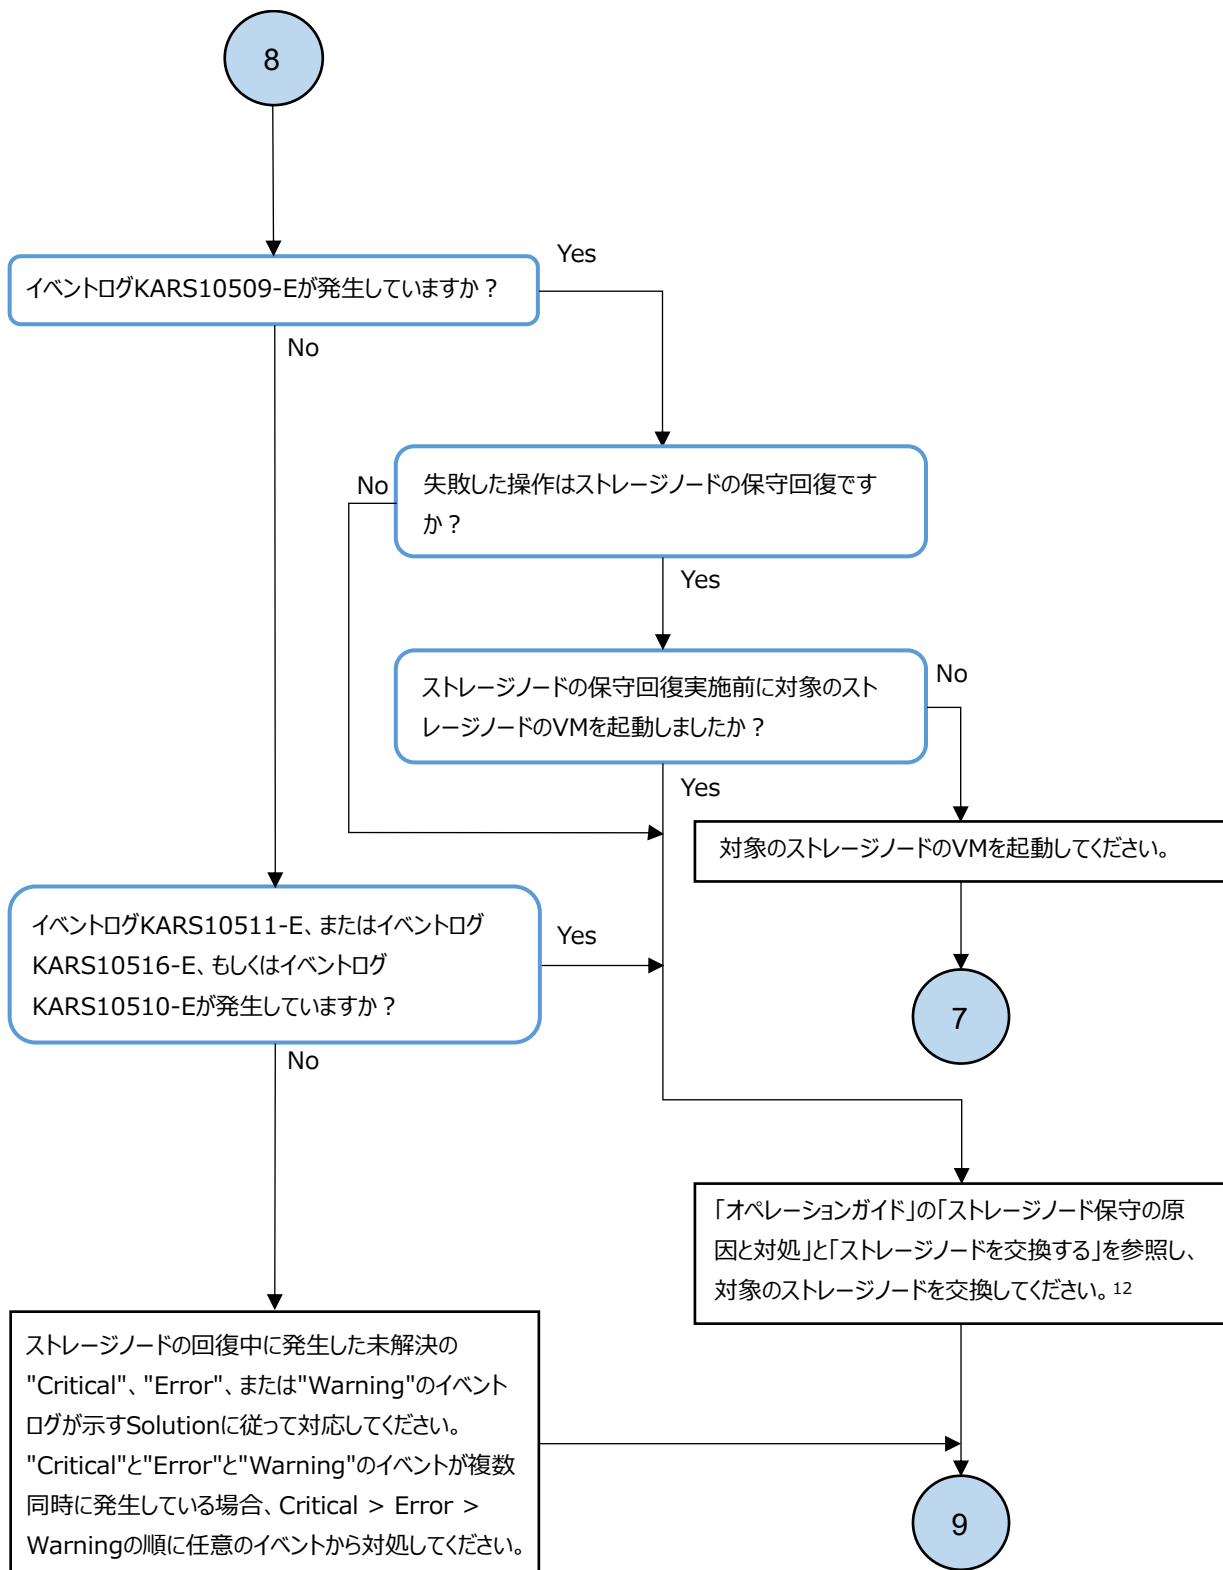 8
Yes
イベントログKARS10509-Eが発生していますか？
No
No
失敗した操作はストレージノードの保守回復です
か？
Yes
ストレージノードの保守回復実施前に対象のスト
レージノードのVMを起動しましたか？
No
Yes
対象のストレージノードのVMを起動してください。
イベントログKARS10511-E、またはイベントログ
KARS10516-E、もしくはイベントログ
KARS10510-Eが発生していますか？
Yes
7
No
「オペレーションガイド」の「ストレージノード保守の原
因と対処」と「ストレージノードを交換する」を参照し、
対象のストレージノードを交換してください。12
ストレージノードの回復中に発生した未解決の
"Critical"、"Error"、または"Warning"のイベント
ログが示すSolutionに従って対応してください。
"Critical"と"Error"と"Warning"のイベントが複数
同時に発生している場合、Critical > Error >
Warningの順に任意のイベントから対処してください。
9